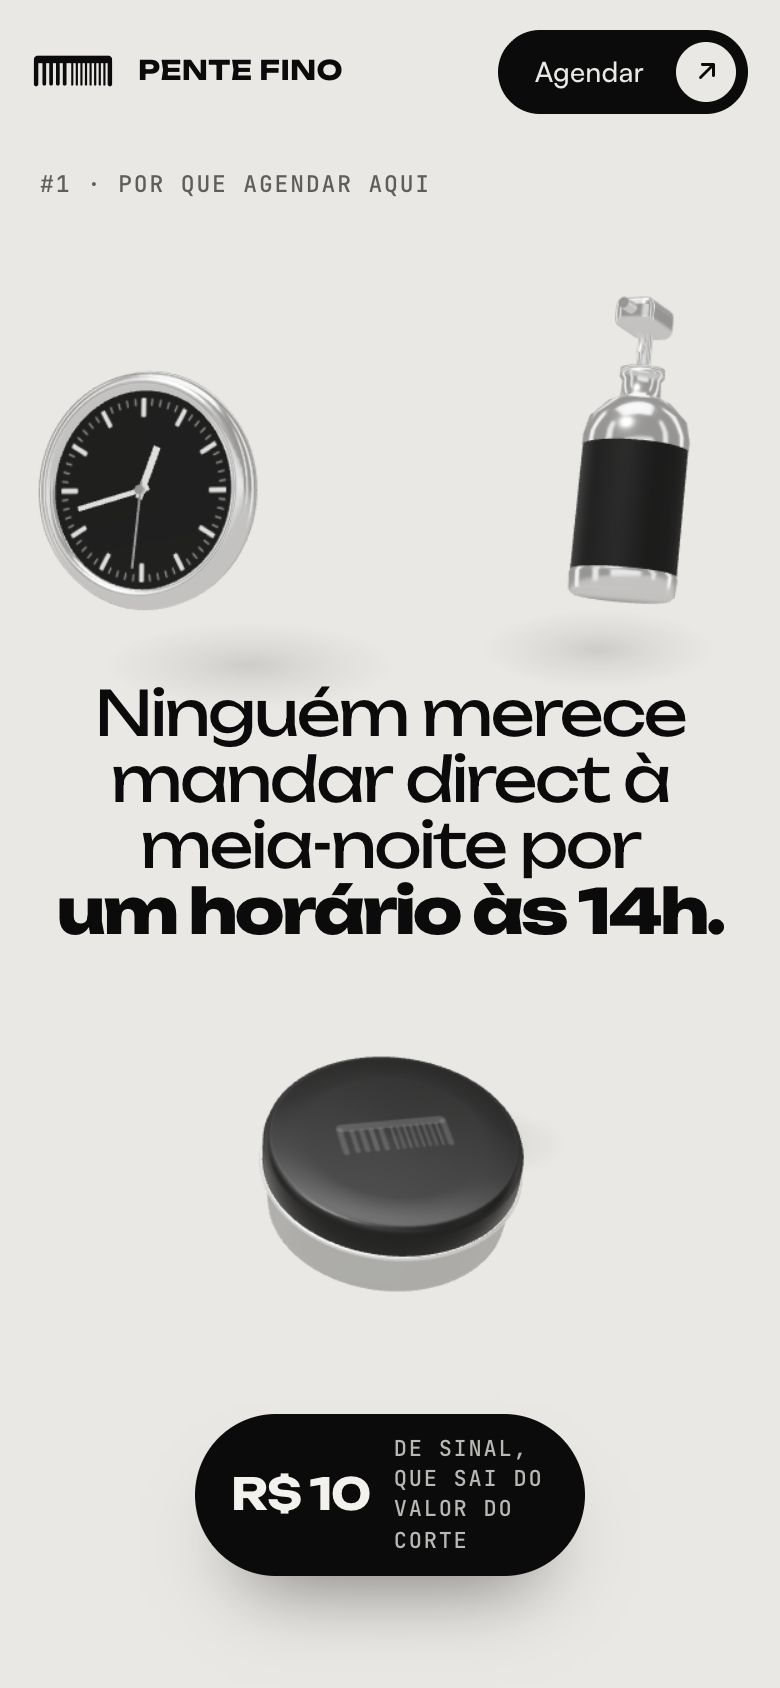 PENTE FINO
Agendar
#1 · POR QUE AGENDAR AQUI
Ninguém merece
mandar direct à
meia-noite por
um horário às 14h.
R$ 10
DE SINAL,
QUE SAI DO
VALOR DO
CORTE